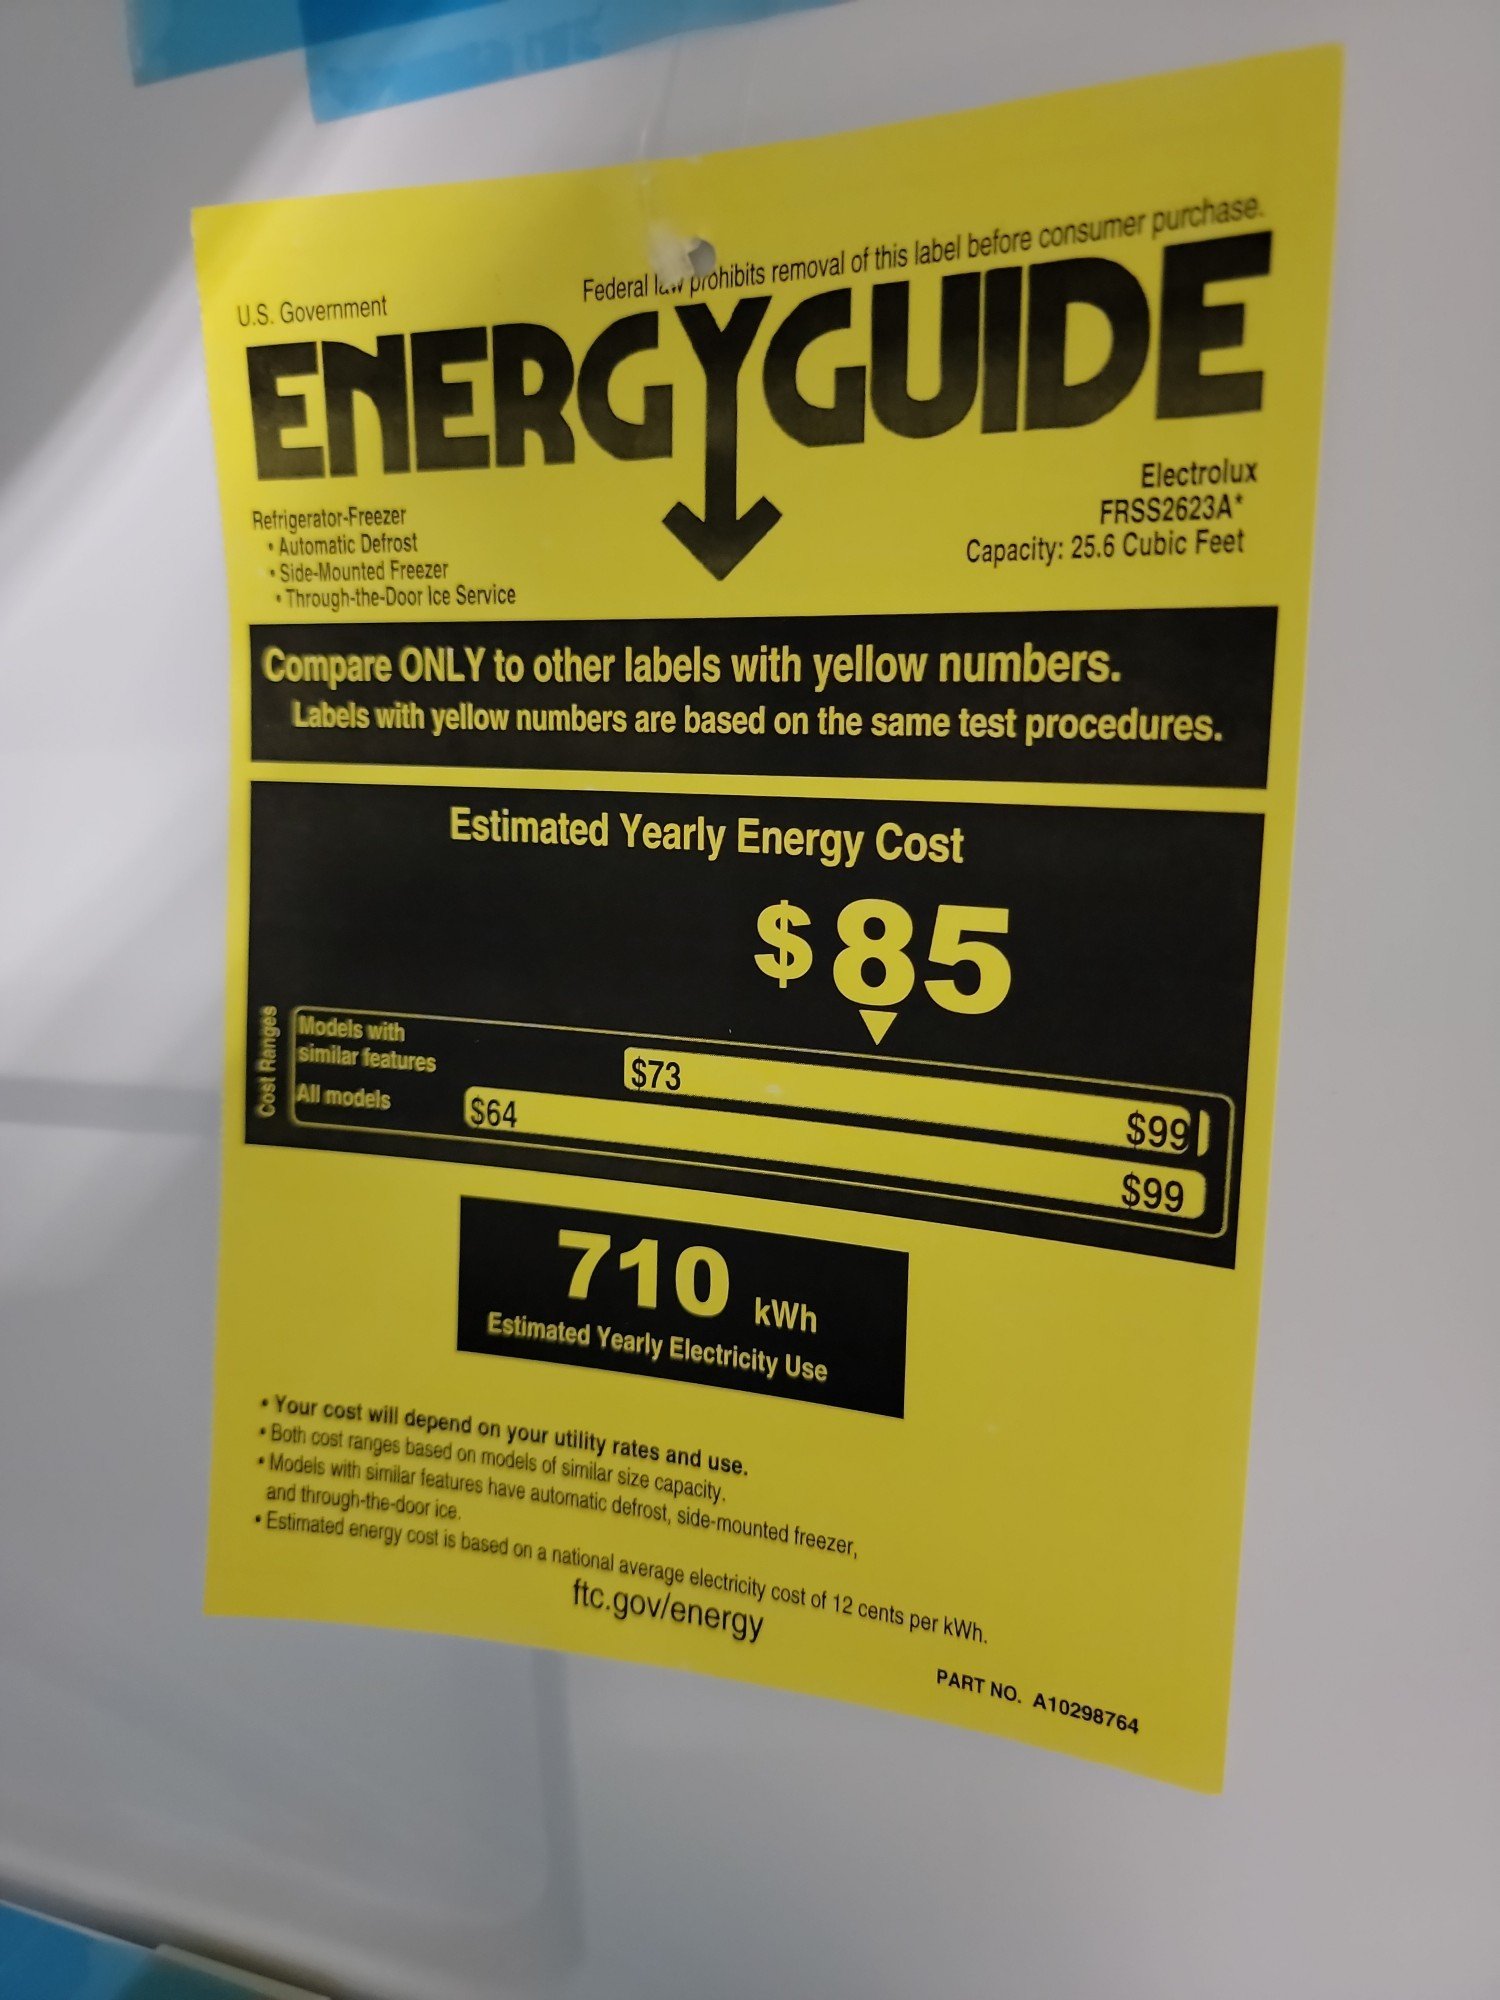 Federal law prohibits removal of this label before consumer purchase.
U.S. Government
ENERGYGUIDE
Refrigerator-Freezer
• Automatic Defrost
• Side-Mounted Freezer
• Through-the-Door Ice Service
Electrolux
FRSS2623A*
Capacity: 25.6 Cubic Feet
Compare ONLY to other labels with yellow numbers.
Labels with yellow numbers are based on the same test procedures.
Estimated Yearly Energy Cost
$85
Cost Ranges
Models with
similar features
$73
$99
All models
$64
$99
710 kWh
Estimated Yearly Electricity Use
• Your cost will depend on your utility rates and use.
• Both cost ranges based on models of similar size capacity.
• Models with similar features have automatic defrost, side-mounted freezer,
and through-the-door ice.
• Estimated energy cost is based on a national average electricity cost of 12 cents per kWh.
ftc.gov/energy
PART NO. A10298764